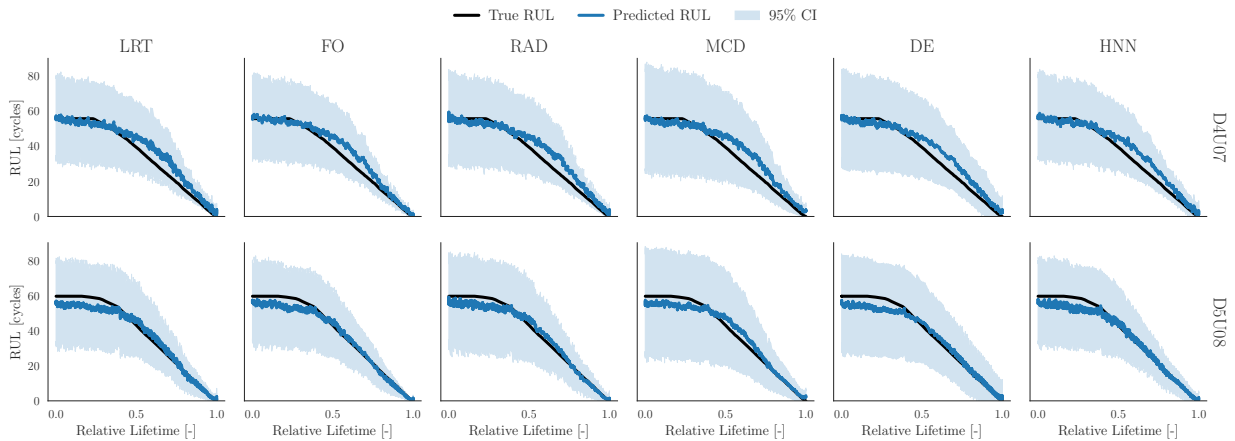 True RUL Predicted RUL 95% CI
LRT FO RAD MCD DE HNN
80
60
40
20
0
RUL [cycles]
D4U07
80
60
40
20
0
RUL [cycles]
D5U08
0.0 0.5 1.0 0.0 0.5 1.0 0.0 0.5 1.0 0.0 0.5 1.0 0.0 0.5 1.0 0.0 0.5 1.0
Relative Lifetime [-] Relative Lifetime [-] Relative Lifetime [-] Relative Lifetime [-] Relative Lifetime [-] Relative Lifetime [-]